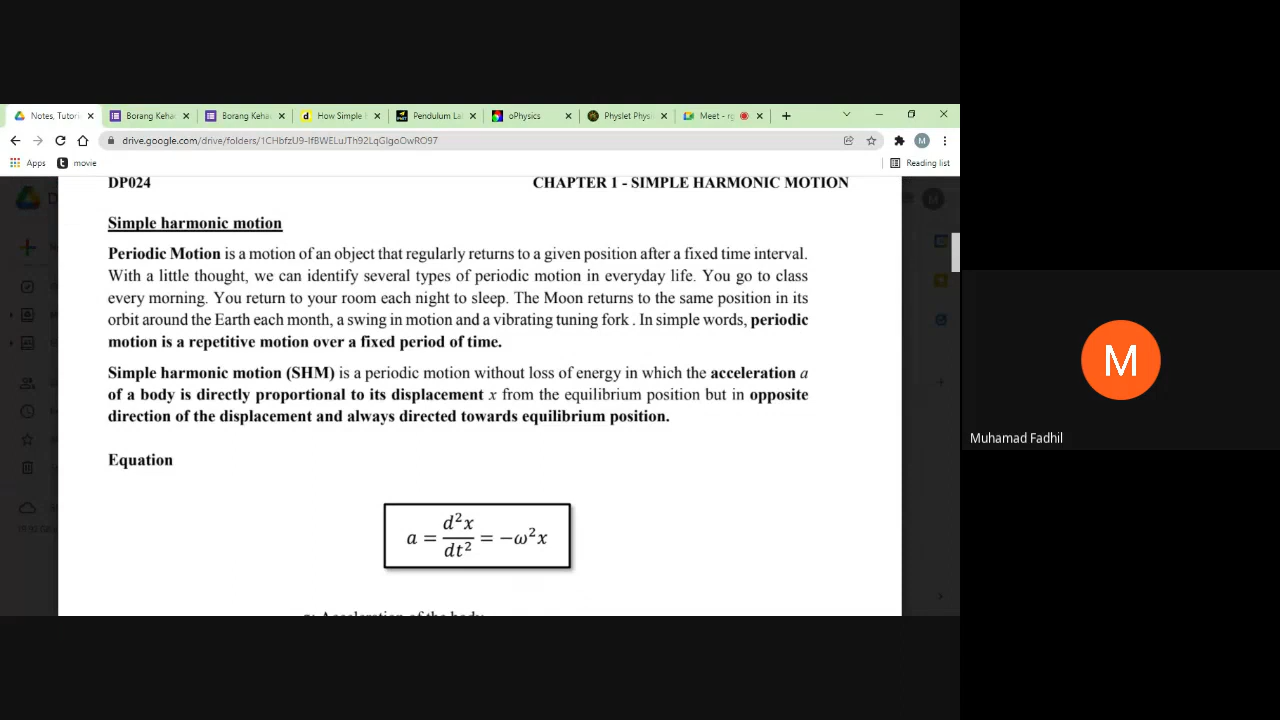 Notes, Tutori
Borang Keha
Borang Keha
How Simple
Pendulum La
oPhysics
Physlet Physi
Meet - rg
drive.google.com/drive/folders/1CHbfzU9-IfBWELuJTh92LqGlgoOwRO97
M
Apps
movie
Reading list
DP024
CHAPTER 1 - SIMPLE HARMONIC MOTION
Simple harmonic motion
Periodic Motion is a motion of an object that regularly returns to a given position after a fixed time interval.
With a little thought, we can identify several types of periodic motion in everyday life. You go to class
every morning. You return to your room each night to sleep. The Moon returns to the same position in its
orbit around the Earth each month, a swing in motion and a vibrating tuning fork . In simple words, periodic
motion is a repetitive motion over a fixed period of time.
Simple harmonic motion (SHM) is a periodic motion without loss of energy in which the acceleration a
of a body is directly proportional to its displacement x from the equilibrium position but in opposite
direction of the displacement and always directed towards equilibrium position.
Equation
a = d²x/dt² = −ω²x
Acceleration of the body
M
Muhamad Fadhil